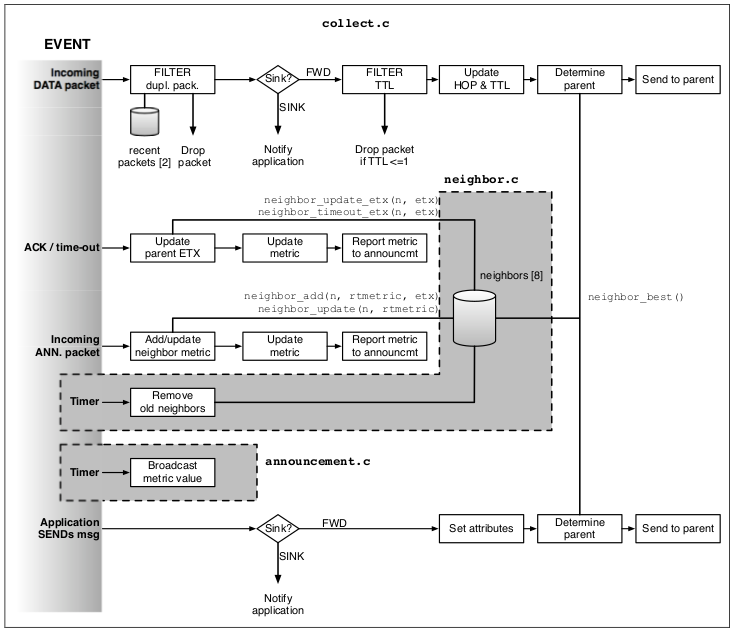 collect.c
EVENT
Incoming
DATA packet
FILTER
dupl. pack.
Sink?
FWD
FILTER
TTL
Update
HOP & TTL
Determine
parent
Send to parent
SINK
recent
packets [2]
Drop
packet
Notify
application
Drop packet
if TTL <=1
neighbor.c
neighbor_update_etx(n, etx)
neighbor_timeout_etx(n, etx)
ACK / time-out
Update
parent ETX
Update
metric
Report metric
to announcmt
neighbors [8]
neighbor_best()
neighbor_add(n, rtmetric, etx)
neighbor_update(n, rtmetric)
Incoming
ANN. packet
Add/update
neighbor metric
Update
metric
Report metric
to announcmt
Timer
Remove
old neighbors
announcement.c
Timer
Broadcast
metric value
Application
SENDs msg
Sink?
FWD
Set attributes
Determine
parent
Send to parent
SINK
Notify
application